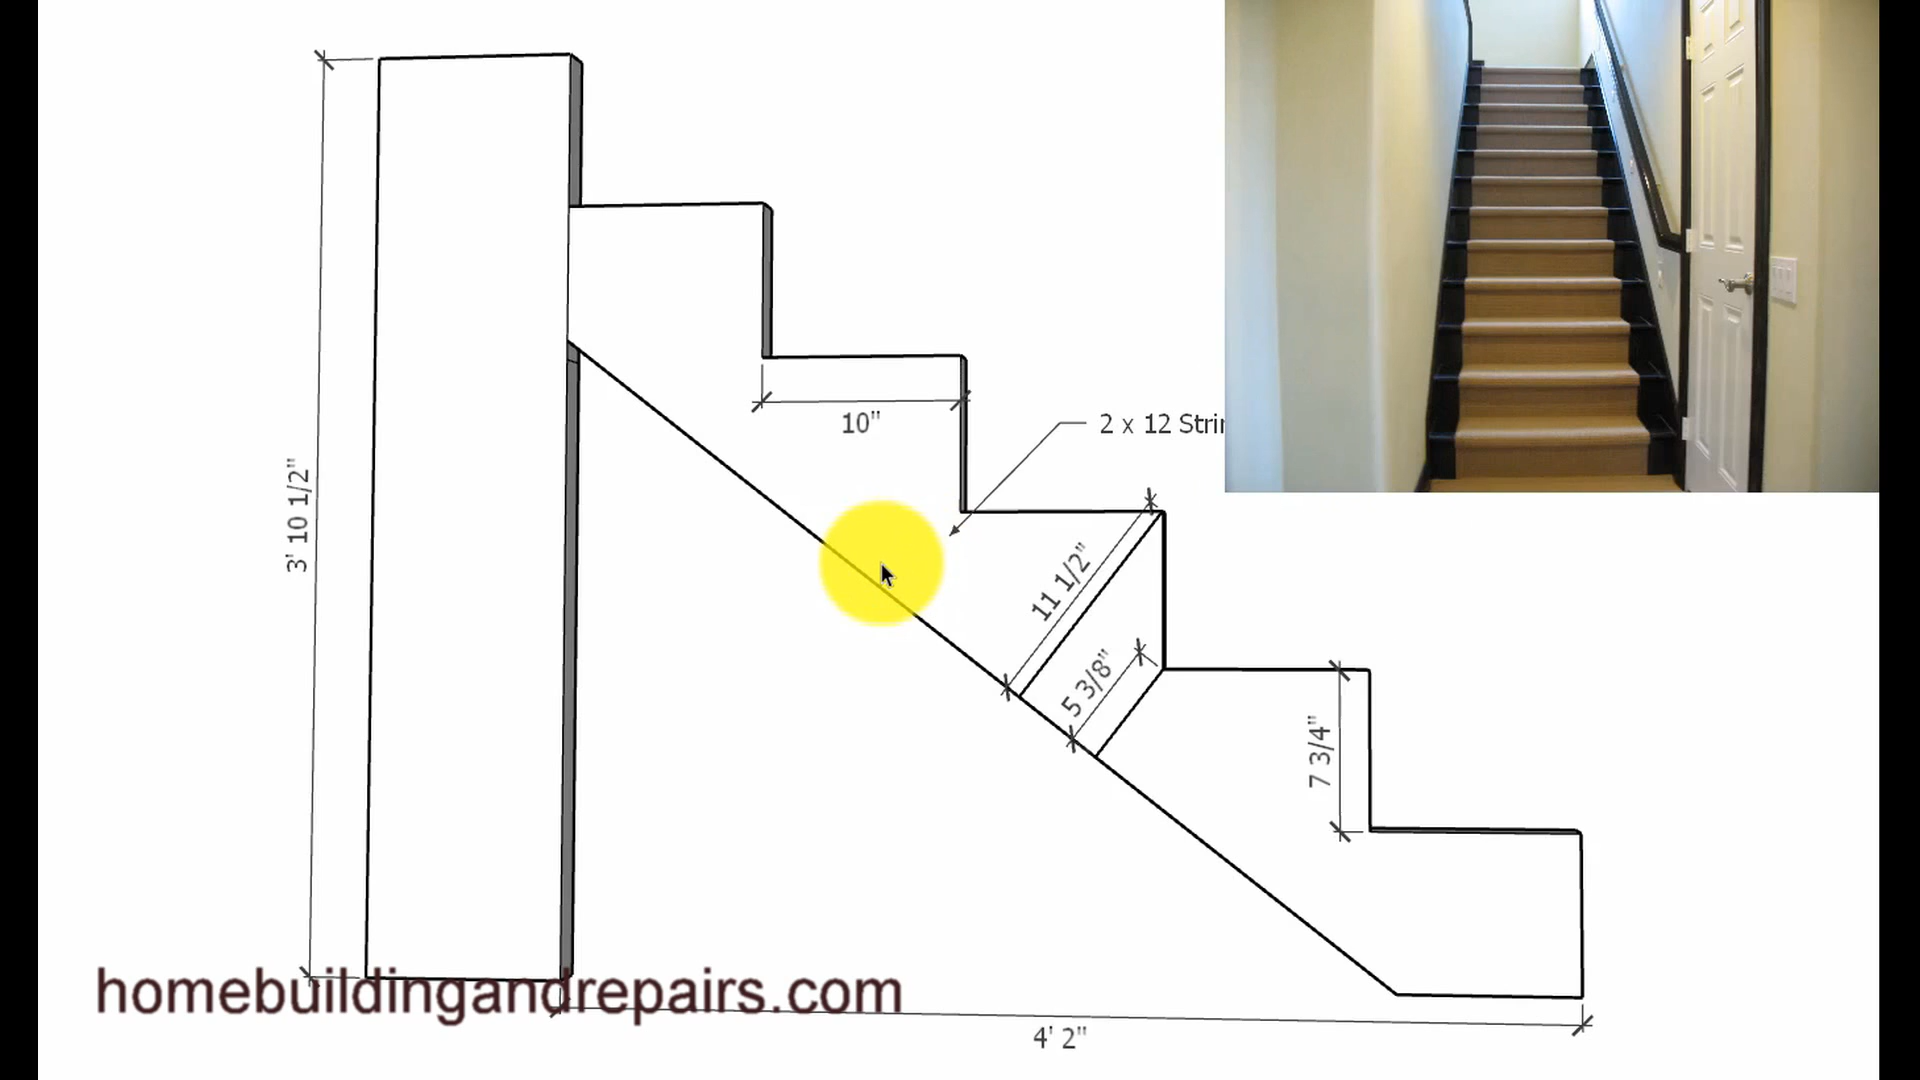 10"
2 x 12 Strin
3' 10 1/2"
11 1/2"
5 3/8"
7 3/4"
homebuildingandrepairs.com
4' 2"